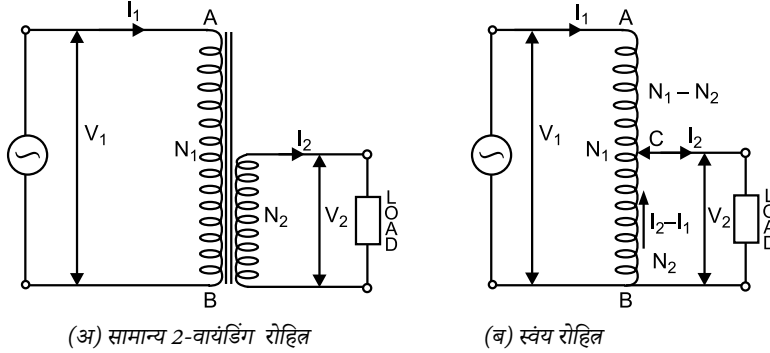 I₁
A
V₁
N₁
I₂
N₂
V₂
LOAD
B
(अ) सामान्य 2-वायंडिंग रोहित्र
I₁
A
N₁ – N₂
V₁
N₁
C
I₂
I₂–I₁
V₂
LOAD
N₂
B
(ब) स्वंय रोहित्र